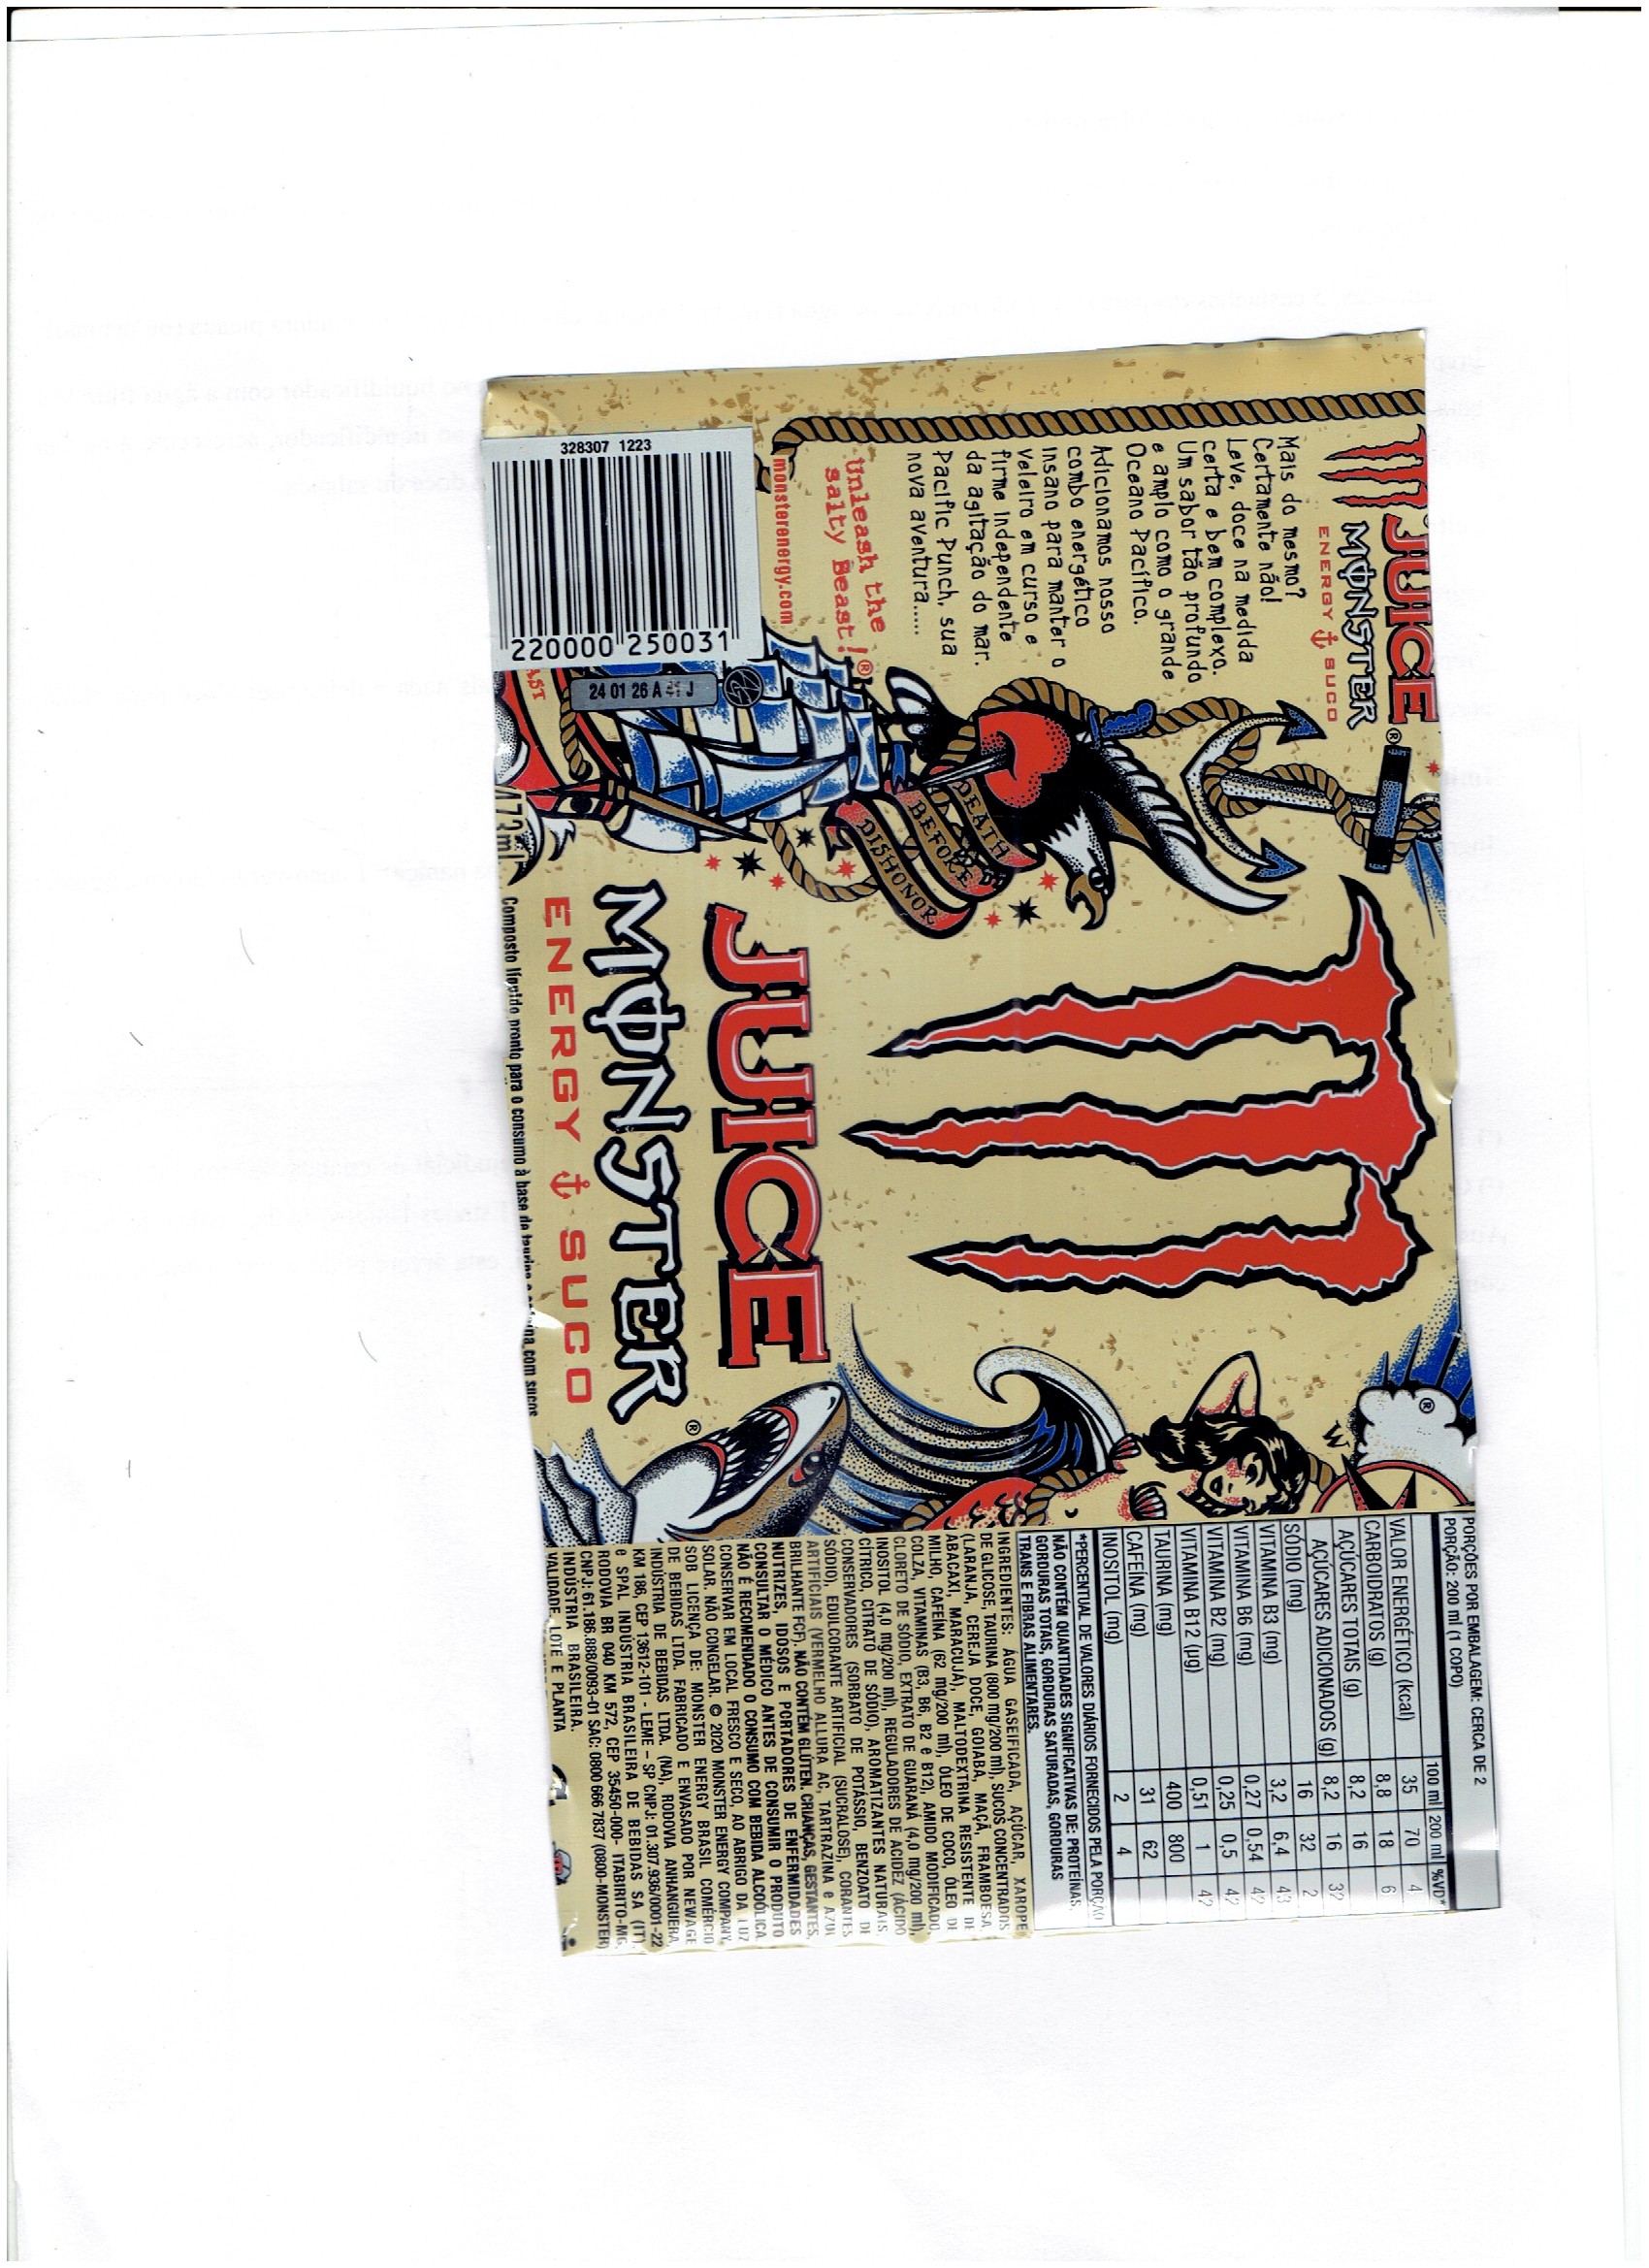 JUICE®
MONSTER
ENERGY SUCO
Mais do mesmo?
Certamente não!
Leve, doce na medida
certa e bem complexo.
Um sabor tão profundo
e amplo como o grande
Oceano Pacífico.
Adicionamos nosso
combo energético
insano para manter o
veleiro em curso e
firme independente
da agitação do mar.
Pacific Punch, sua
nova aventura.....
Unleash the
salty Beast!®
monsterenergy.com
328307 1223
2200000 250031
24 01 26 A
473ml
DEATH
BEFORE
DISHONOR
®
W
JUICE
MONSTER®
ENERGY SUCO
Composto líquido pronto para o consumo à base de taurina e cafeína com sucos
PORÇÕES POR EMBALAGEM: CERCA DE 2
PORÇÃO: 200 ml (1 COPO)
100 ml 200 ml %VD*
VALOR ENERGÉTICO (kcal) 35 70 4
CARBOIDRATOS (g) 8,8 18 6
AÇÚCARES TOTAIS (g) 8,2 16
AÇÚCARES ADICIONADOS (g) 8,2 16 32
SÓDIO (mg) 16 32 2
VITAMINA B3 (mg) 3,2 6,4 43
VITAMINA B6 (mg) 0,27 0,54 42
VITAMINA B2 (mg) 0,25 0,5 42
VITAMINA B12 (µg) 0,51 1 42
TAURINA (mg) 400 800
CAFEÍNA (mg) 31 62
INOSITOL (mg) 2 4
*PERCENTUAL DE VALORES DIÁRIOS FORNECIDOS PELA PORÇÃO
NÃO CONTÉM QUANTIDADES SIGNIFICATIVAS DE: PROTEÍNAS,
GORDURAS TOTAIS, GORDURAS SATURADAS, GORDURAS
TRANS E FIBRAS ALIMENTARES.
INGREDIENTES: ÁGUA GASEIFICADA, AÇÚCAR, XAROPE
DE GLICOSE, TAURINA (800 mg/200 ml), SUCOS CONCENTRADOS
(LARANJA, CEREJA DOCE, GOIABA, MAÇÃ, FRAMBOESA,
ABACAXI, MARACUJÁ), MALTODEXTRINA RESISTENTE DE
MILHO, CAFEÍNA (62 mg/200 ml), ÓLEO DE COCO, ÓLEO DE
COLZA, VITAMINAS (B3, B6, B2 e B12), AMIDO MODIFICADO,
CLORETO DE SÓDIO, EXTRATO DE GUARANÁ (4,0 mg/200 ml),
INOSITOL (4,0 mg/200 ml), REGULADORES DE ACIDEZ (ÁCIDO
CÍTRICO, CITRATO DE SÓDIO), AROMATIZANTES NATURAIS,
CONSERVADORES (SORBATO DE POTÁSSIO, BENZOATO DE
SÓDIO), EDULCORANTE ARTIFICIAL (SUCRALOSE), CORANTES
ARTIFICIAIS (VERMELHO ALLURA AC, TARTRAZINA e AZUL
BRILHANTE FCF). NÃO CONTÉM GLÚTEN. CRIANÇAS, GESTANTES,
NUTRIZES, IDOSOS E PORTADORES DE ENFERMIDADES
CONSULTAR O MÉDICO ANTES DE CONSUMIR O PRODUTO
NÃO É RECOMENDADO O CONSUMO COM BEBIDA ALCOÓLICA.
CONSERVAR EM LOCAL FRESCO E SECO, AO ABRIGO DA LUZ
SOLAR. NÃO CONGELAR. © 2020 MONSTER ENERGY COMPANY,
SOB LICENÇA DE: MONSTER ENERGY BRASIL COMÉRCIO
DE BEBIDAS LTDA. FABRICADO E ENVASADO POR NEWAGE
INDÚSTRIA DE BEBIDAS LTDA. (NA), RODOVIA ANHANGUERA,
KM 186, CEP 13612-101 - LEME – SP CNPJ: 01.307.936/0001-22
e SPAL INDÚSTRIA BRASILEIRA DE BEBIDAS SA (IT)
RODOVIA BR 040 KM 572, CEP 35450-000- ITABIRITO-MG,
CNPJ: 61.186.888/0093-01 SAC: 0800 666 7837 (0800-MONSTER)
INDÚSTRIA BRASILEIRA.
VALIDADE, LOTE E PLANTA